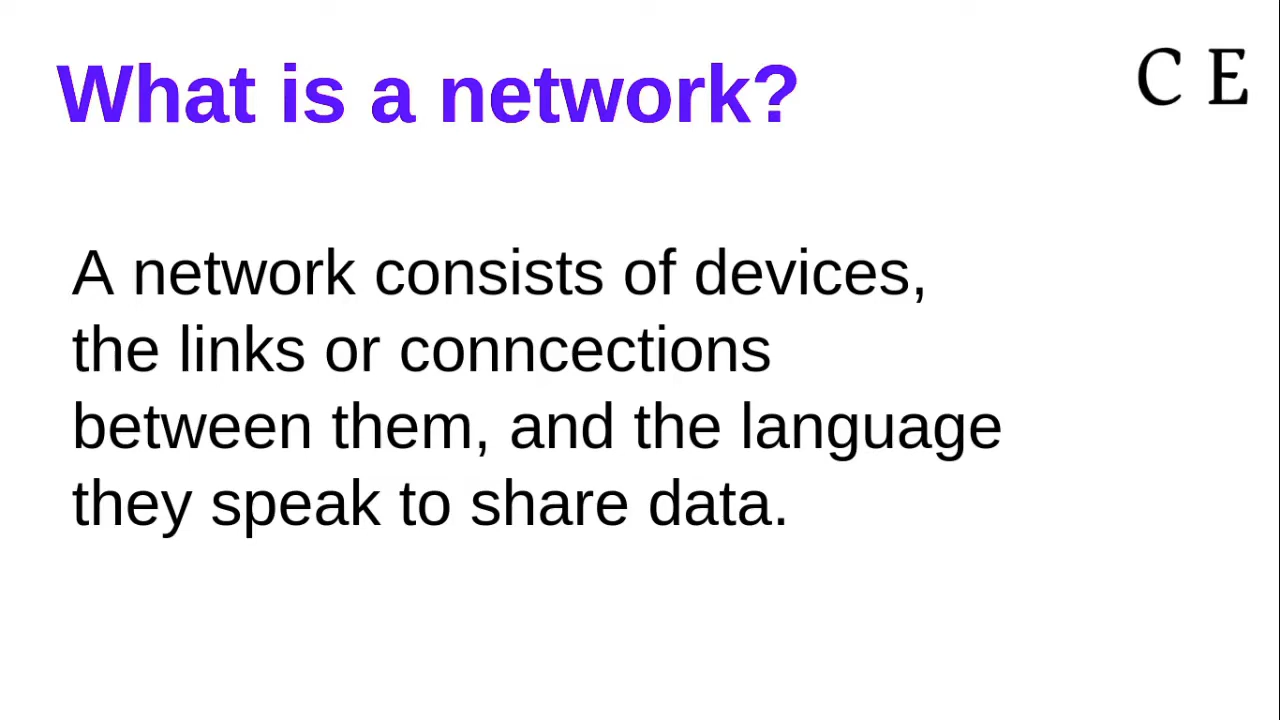 What is a network?
C E
A network consists of devices,
the links or conncections
between them, and the language
they speak to share data.